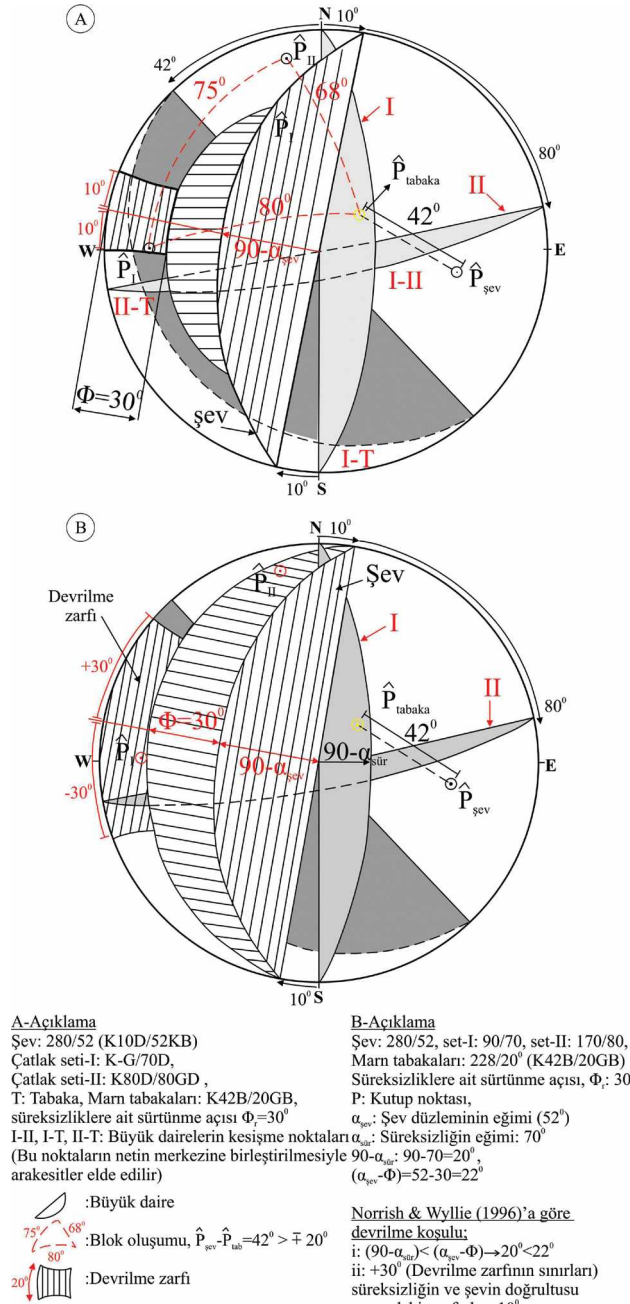 A
N
10⁰
42⁰
P̂II
75⁰
68⁰
I
P̂I
80⁰
P̂tabaka
II
10⁰
80⁰
42⁰
10⁰
W
90-αşev
E
P̂I
I-II
P̂şev
II-T
Φ=30⁰
şev
I-T
10⁰
S
B
N
10⁰
P̂II
Şev
Devrilme
zarfı
I
+30⁰
P̂tabaka
II
Φ=30⁰
42⁰
80⁰
P̂I
W
90-αşev
90-αsür
E
-30⁰
P̂şev
10⁰
S
A-Açıklama
Şev: 280/52 (K10D/52KB)
Çatlak seti-I: K-G/70D,
Çatlak seti-II: K80D/80GD ,
T: Tabaka, Marn tabakaları: K42B/20GB,
süreksizliklere ait sürtünme açısı Φr=30⁰
I-II, I-T, II-T: Büyük dairelerin kesişme noktaları
(Bu noktaların netin merkezine birleştirilmesiyle
arakesitler elde edilir)
:Büyük daire
75⁰ 68⁰
80⁰
:Blok oluşumu, P̂şev-P̂tab=42⁰ > ∓ 20⁰
20⁰
:Devrilme zarfı
B-Açıklama
Şev: 280/52, set-I: 90/70, set-II: 170/80,
Marn tabakaları: 228/20⁰ (K42B/20GB)
Süreksizliklere ait sürtünme açısı, Φr: 30
P: Kutup noktası,
αşev: Şev düzleminin eğimi (52⁰)
αsür: Süreksizliğin eğimi: 70⁰
90-αsür: 90-70=20⁰,
(αşev-Φ)=52-30=22⁰
Norrish & Wyllie (1996)'a göre
devrilme koşulu;
i: (90-αsür)< (αşev-Φ)→20⁰<22⁰
ii: +30⁰ (Devrilme zarfının sınırları)
süreksizliğin ve şevin doğrultusu